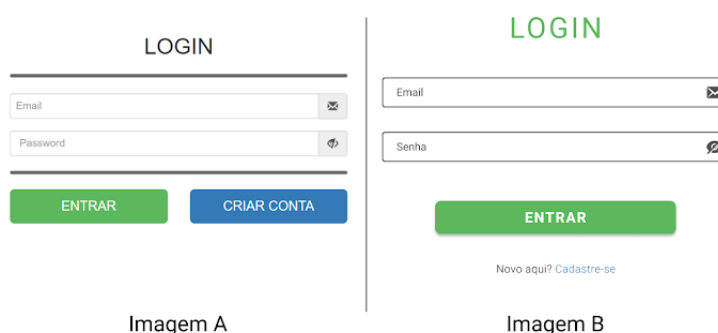 LOGIN
Email
Password
ENTRAR
CRIAR CONTA
Imagem A
LOGIN
Email
Senha
ENTRAR
Novo aqui? Cadastre-se
Imagem B